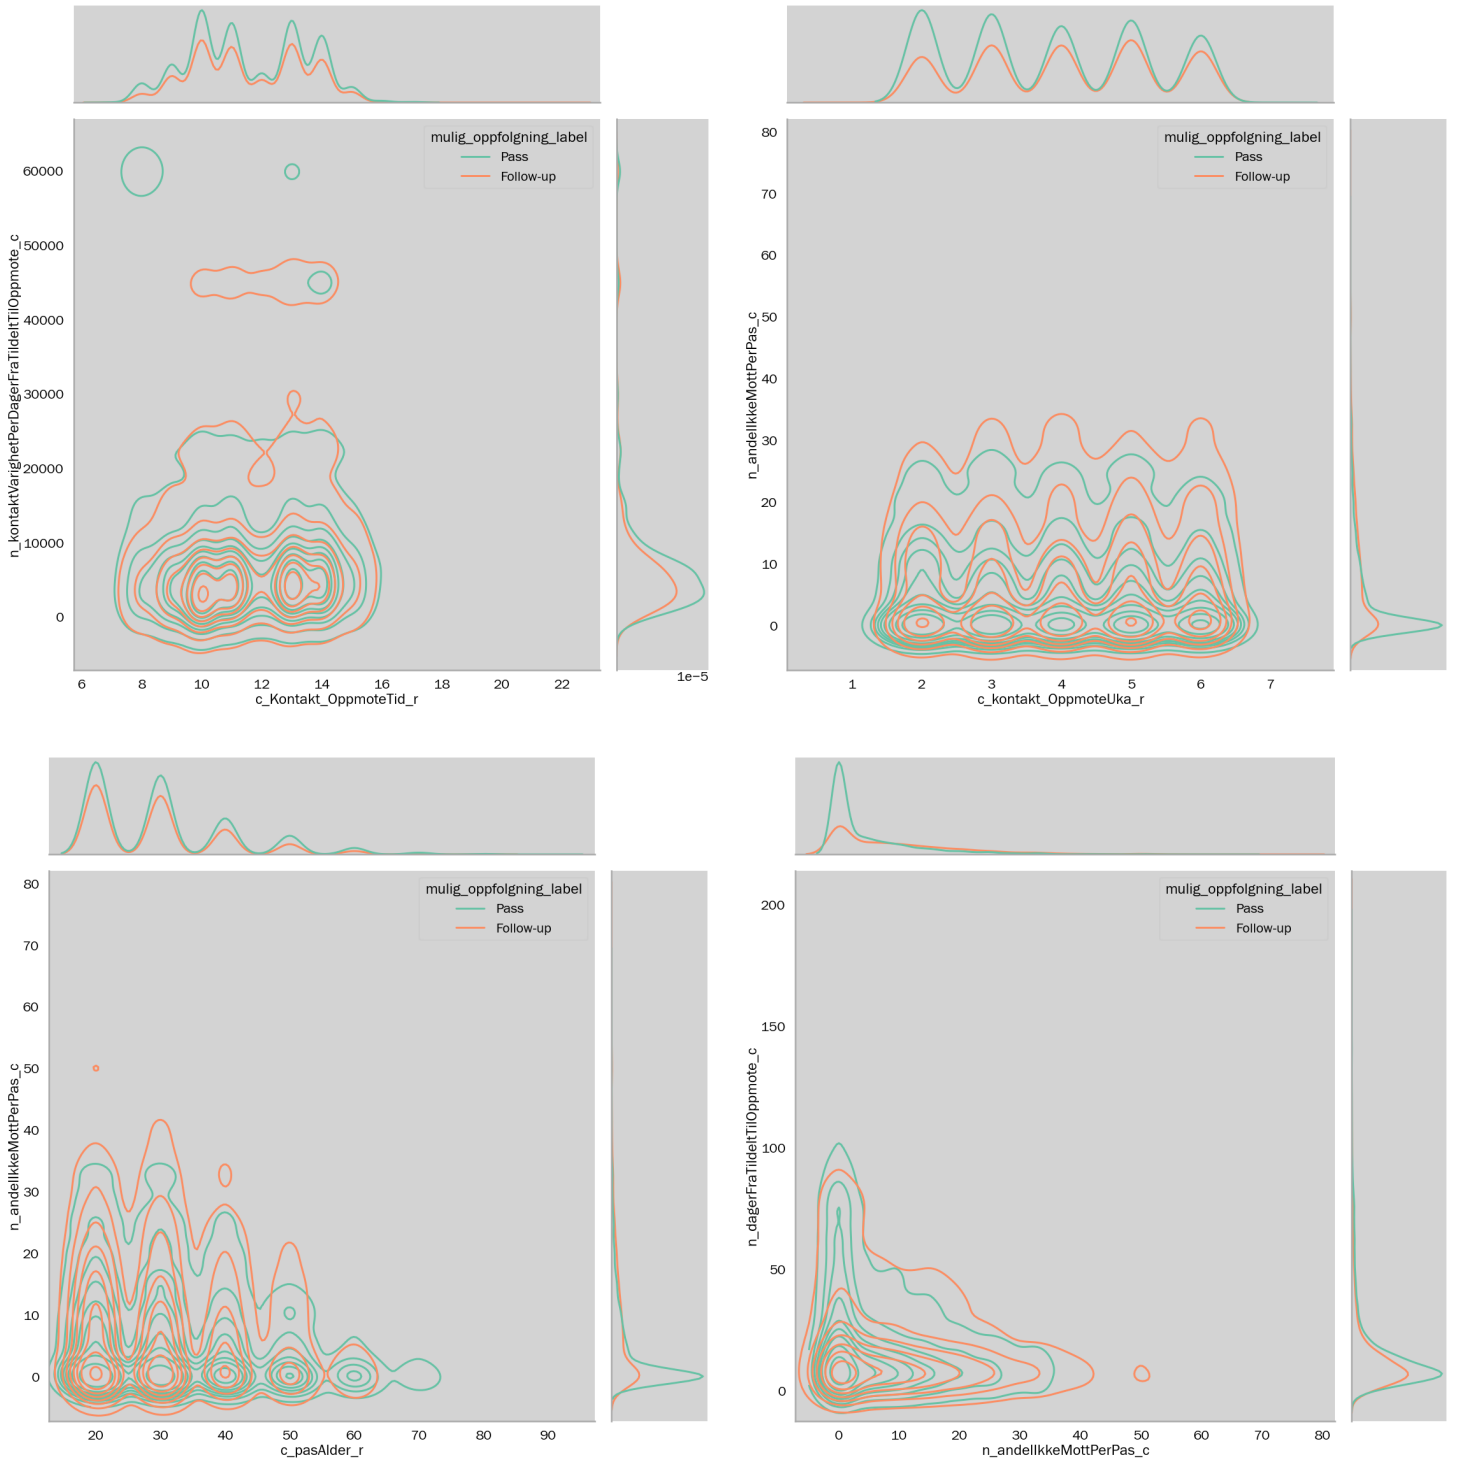 mulig_oppfolgning_label
Pass
Follow-up
60000
50000
40000
30000
20000
10000
0
n_kontaktVarighetPerDagerFraTildeltTilOppmote_c
6 8 10 12 14 16 18 20 22
1e-5
c_Kontakt_OppmoteTid_r
mulig_oppfolgning_label
Pass
Follow-up
80
70
60
50
40
30
20
10
0
n_andelIkkeMottPerPas_c
1 2 3 4 5 6 7
c_kontakt_OppmoteUka_r
mulig_oppfolgning_label
Pass
Follow-up
80
70
60
50
40
30
20
10
0
n_andelIkkeMottPerPas_c
20 30 40 50 60 70 80 90
c_pasAlder_r
mulig_oppfolgning_label
Pass
Follow-up
200
150
100
50
0
n_dagerFraTildeltTilOppmote_c
0 10 20 30 40 50 60 70 80
n_andelIkkeMottPerPas_c